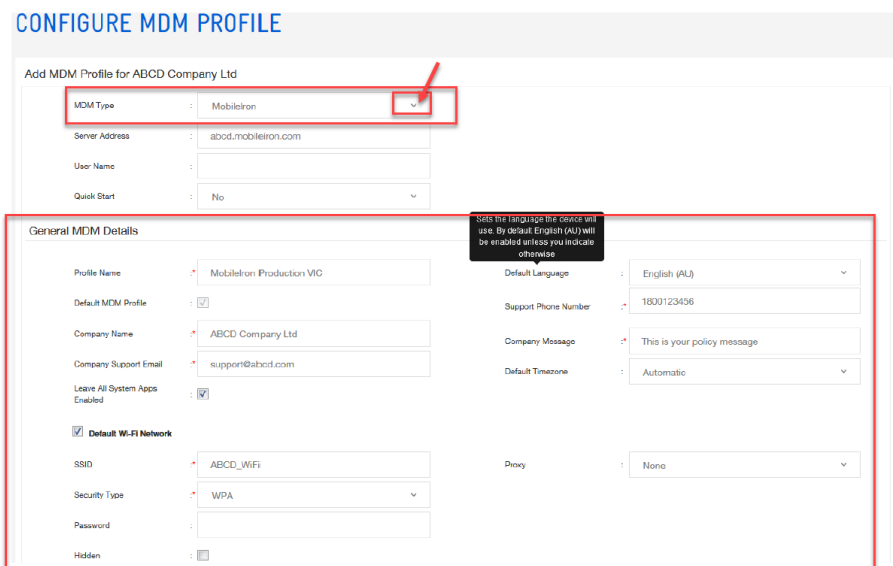 CONFIGURE MDM PROFILE
Add MDM Profile for ABCD Company Ltd
MDM Type : MobileIron
Server Address : abcd.mobileiron.com
User Name :
Quick Start : No
Sets the language the device will
use. By default English (AU) will
be enabled unless you indicate
otherwise
General MDM Details
Profile Name :* MobileIron Production VIC
Default Language : English (AU)
Default MDM Profile :
Support Phone Number :* 1800123456
Company Name :* ABCD Company Ltd
Company Message :* This is your policy message
Company Support Email :* support@abcd.com
Default Timezone : Automatic
Leave All System Apps
Enabled :
Default Wi-Fi Network
SSID :* ABCD_WiFi
Proxy : None
Security Type :* WPA
Password :
Hidden :